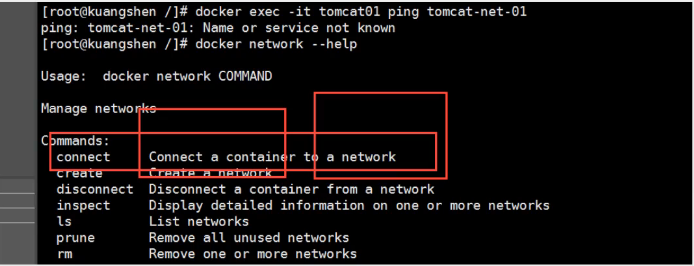 [root@kuangshen /]# docker exec -it tomcat01 ping tomcat-net-01
ping: tomcat-net-01: Name or service not known
[root@kuangshen /]# docker network --help
Usage:  docker network COMMAND
Manage networks
Commands:
  connect     Connect a container to a network
  create      Create a network
  disconnect  Disconnect a container from a network
  inspect     Display detailed information on one or more networks
  ls          List networks
  prune       Remove all unused networks
  rm          Remove one or more networks